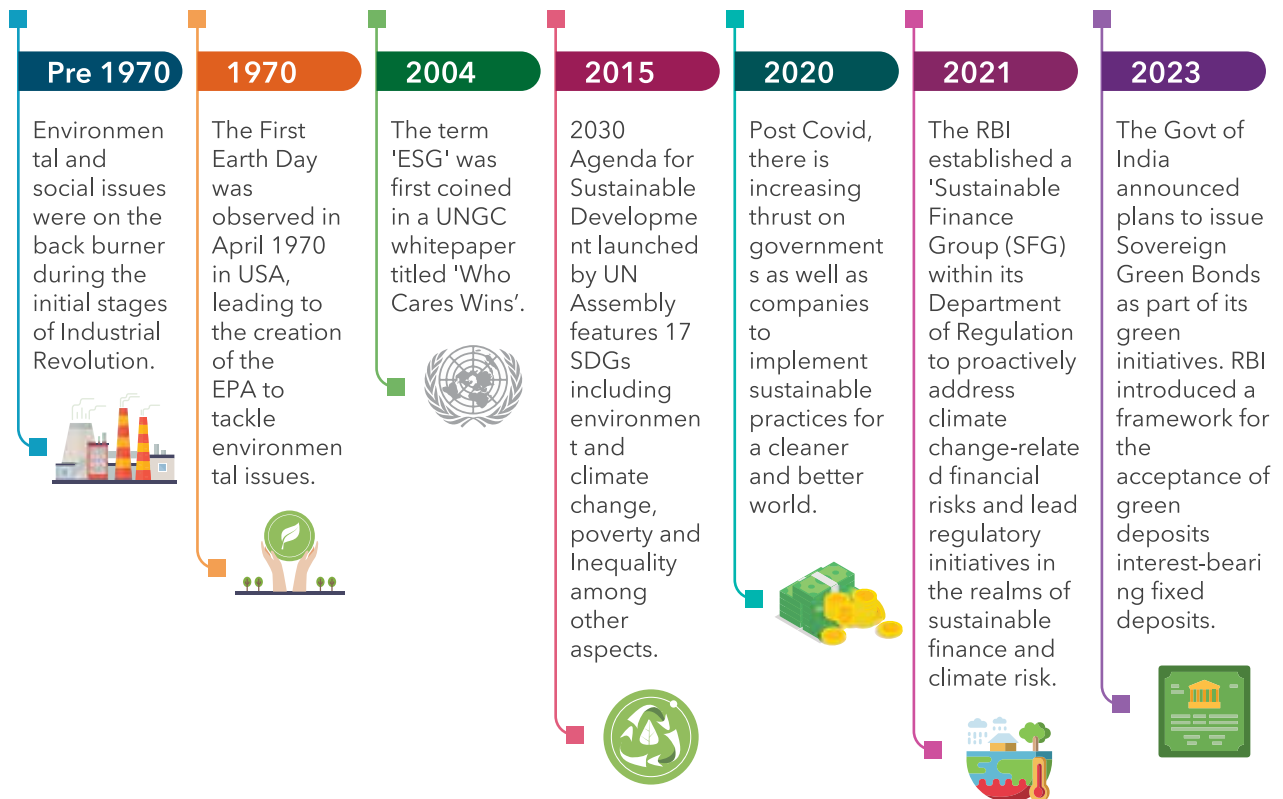 Pre 1970
Environmen
tal and
social issues
were on the
back burner
during the
initial stages
of Industrial
Revolution.
1970
The First
Earth Day
was
observed in
April 1970
in USA,
leading to
the creation
of the
EPA to
tackle
environmen
tal issues.
2004
The term
'ESG' was
first coined
in a UNGC
whitepaper
titled 'Who
Cares Wins’.
2015
2030
Agenda for
Sustainable
Developme
nt launched
by UN
Assembly
features 17
SDGs
including
environmen
t and
climate
change,
poverty and
Inequality
among
other
aspects.
2020
Post Covid,
there is
increasing
thrust on
government
s as well as
companies
to
implement
sustainable
practices for
a cleaner
and better
world.
2021
The RBI
established a
'Sustainable
Finance
Group (SFG)
within its
Department
of Regulation
to proactively
address
climate
change-relate
d financial
risks and lead
regulatory
initiatives in
the realms of
sustainable
finance and
climate risk.
2023
The Govt of
India
announced
plans to issue
Sovereign
Green Bonds
as part of its
green
initiatives. RBI
introduced a
framework for
the
acceptance of
green
deposits
interest-beari
ng fixed
deposits.